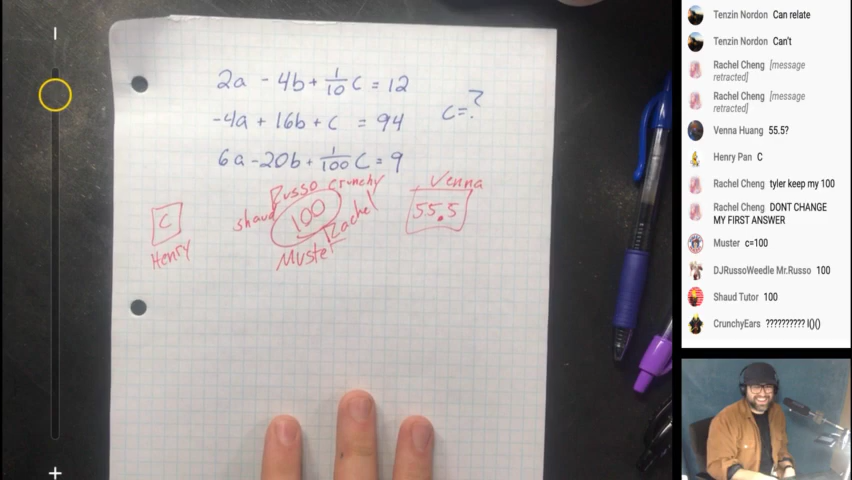 2a - 4b + 1/10 C = 12
-4a + 16b + C = 94
C = ?
6a - 20b + 1/100 C = 9
Russo Crunchy
Venna
Shaud
100
Rachel
55.5
C
Henry
Muster
Tenzin Nordon Can relate
Tenzin Nordon Can't
Rachel Cheng [message
retracted]
Rachel Cheng [message
retracted]
Venna Huang 55.5?
Henry Pan C
Rachel Cheng tyler keep my 100
Rachel Cheng DONT CHANGE
MY FIRST ANSWER
Muster c=100
DJRussoWeedle Mr.Russo 100
Shaud Tutor 100
CrunchyEars ?????????? I()()